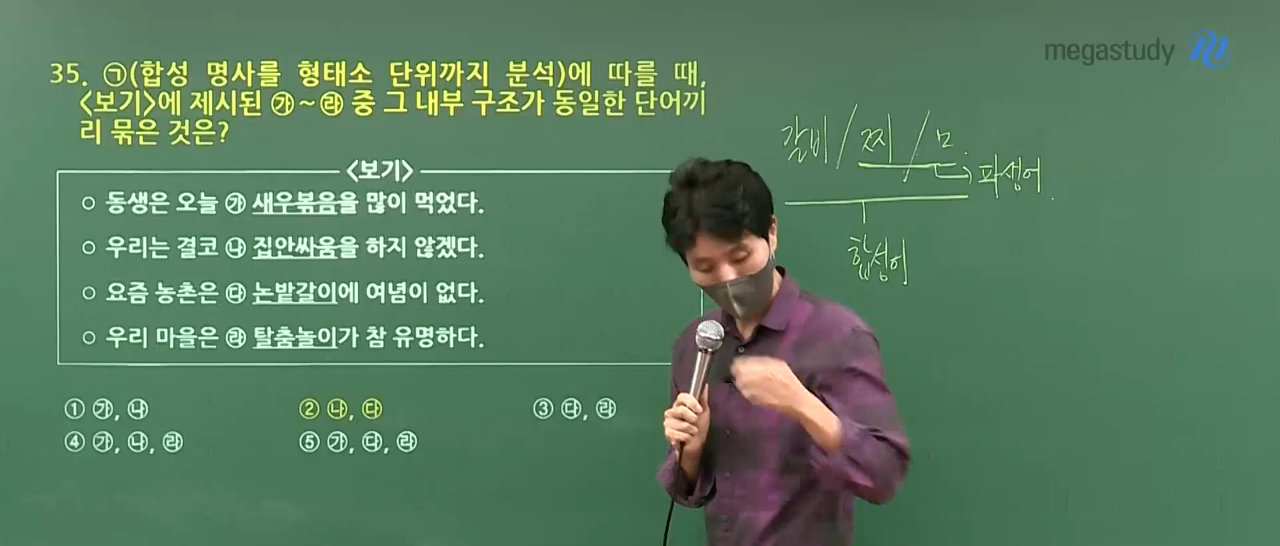 megastudy
35. ㉠(합성 명사를 형태소 단위까지 분석)에 따를 때,
<보기>에 제시된 ㉮~㉱ 중 그 내부 구조가 동일한 단어끼
리 묶은 것은?
<보기>
○ 동생은 오늘 ㉮ 새우볶음을 많이 먹었다.
○ 우리는 결코 ㉯ 집안싸움을 하지 않겠다.
○ 요즘 농촌은 ㉰ 논밭갈이에 여념이 없다.
○ 우리 마을은 ㉱ 탈춤놀이가 참 유명하다.
① ㉮, ㉯
② ㉯, ㉰
③ ㉰, ㉱
④ ㉮, ㉯, ㉱
⑤ ㉮, ㉰, ㉱
갈비/찌/ㅁ
파생어
합성어